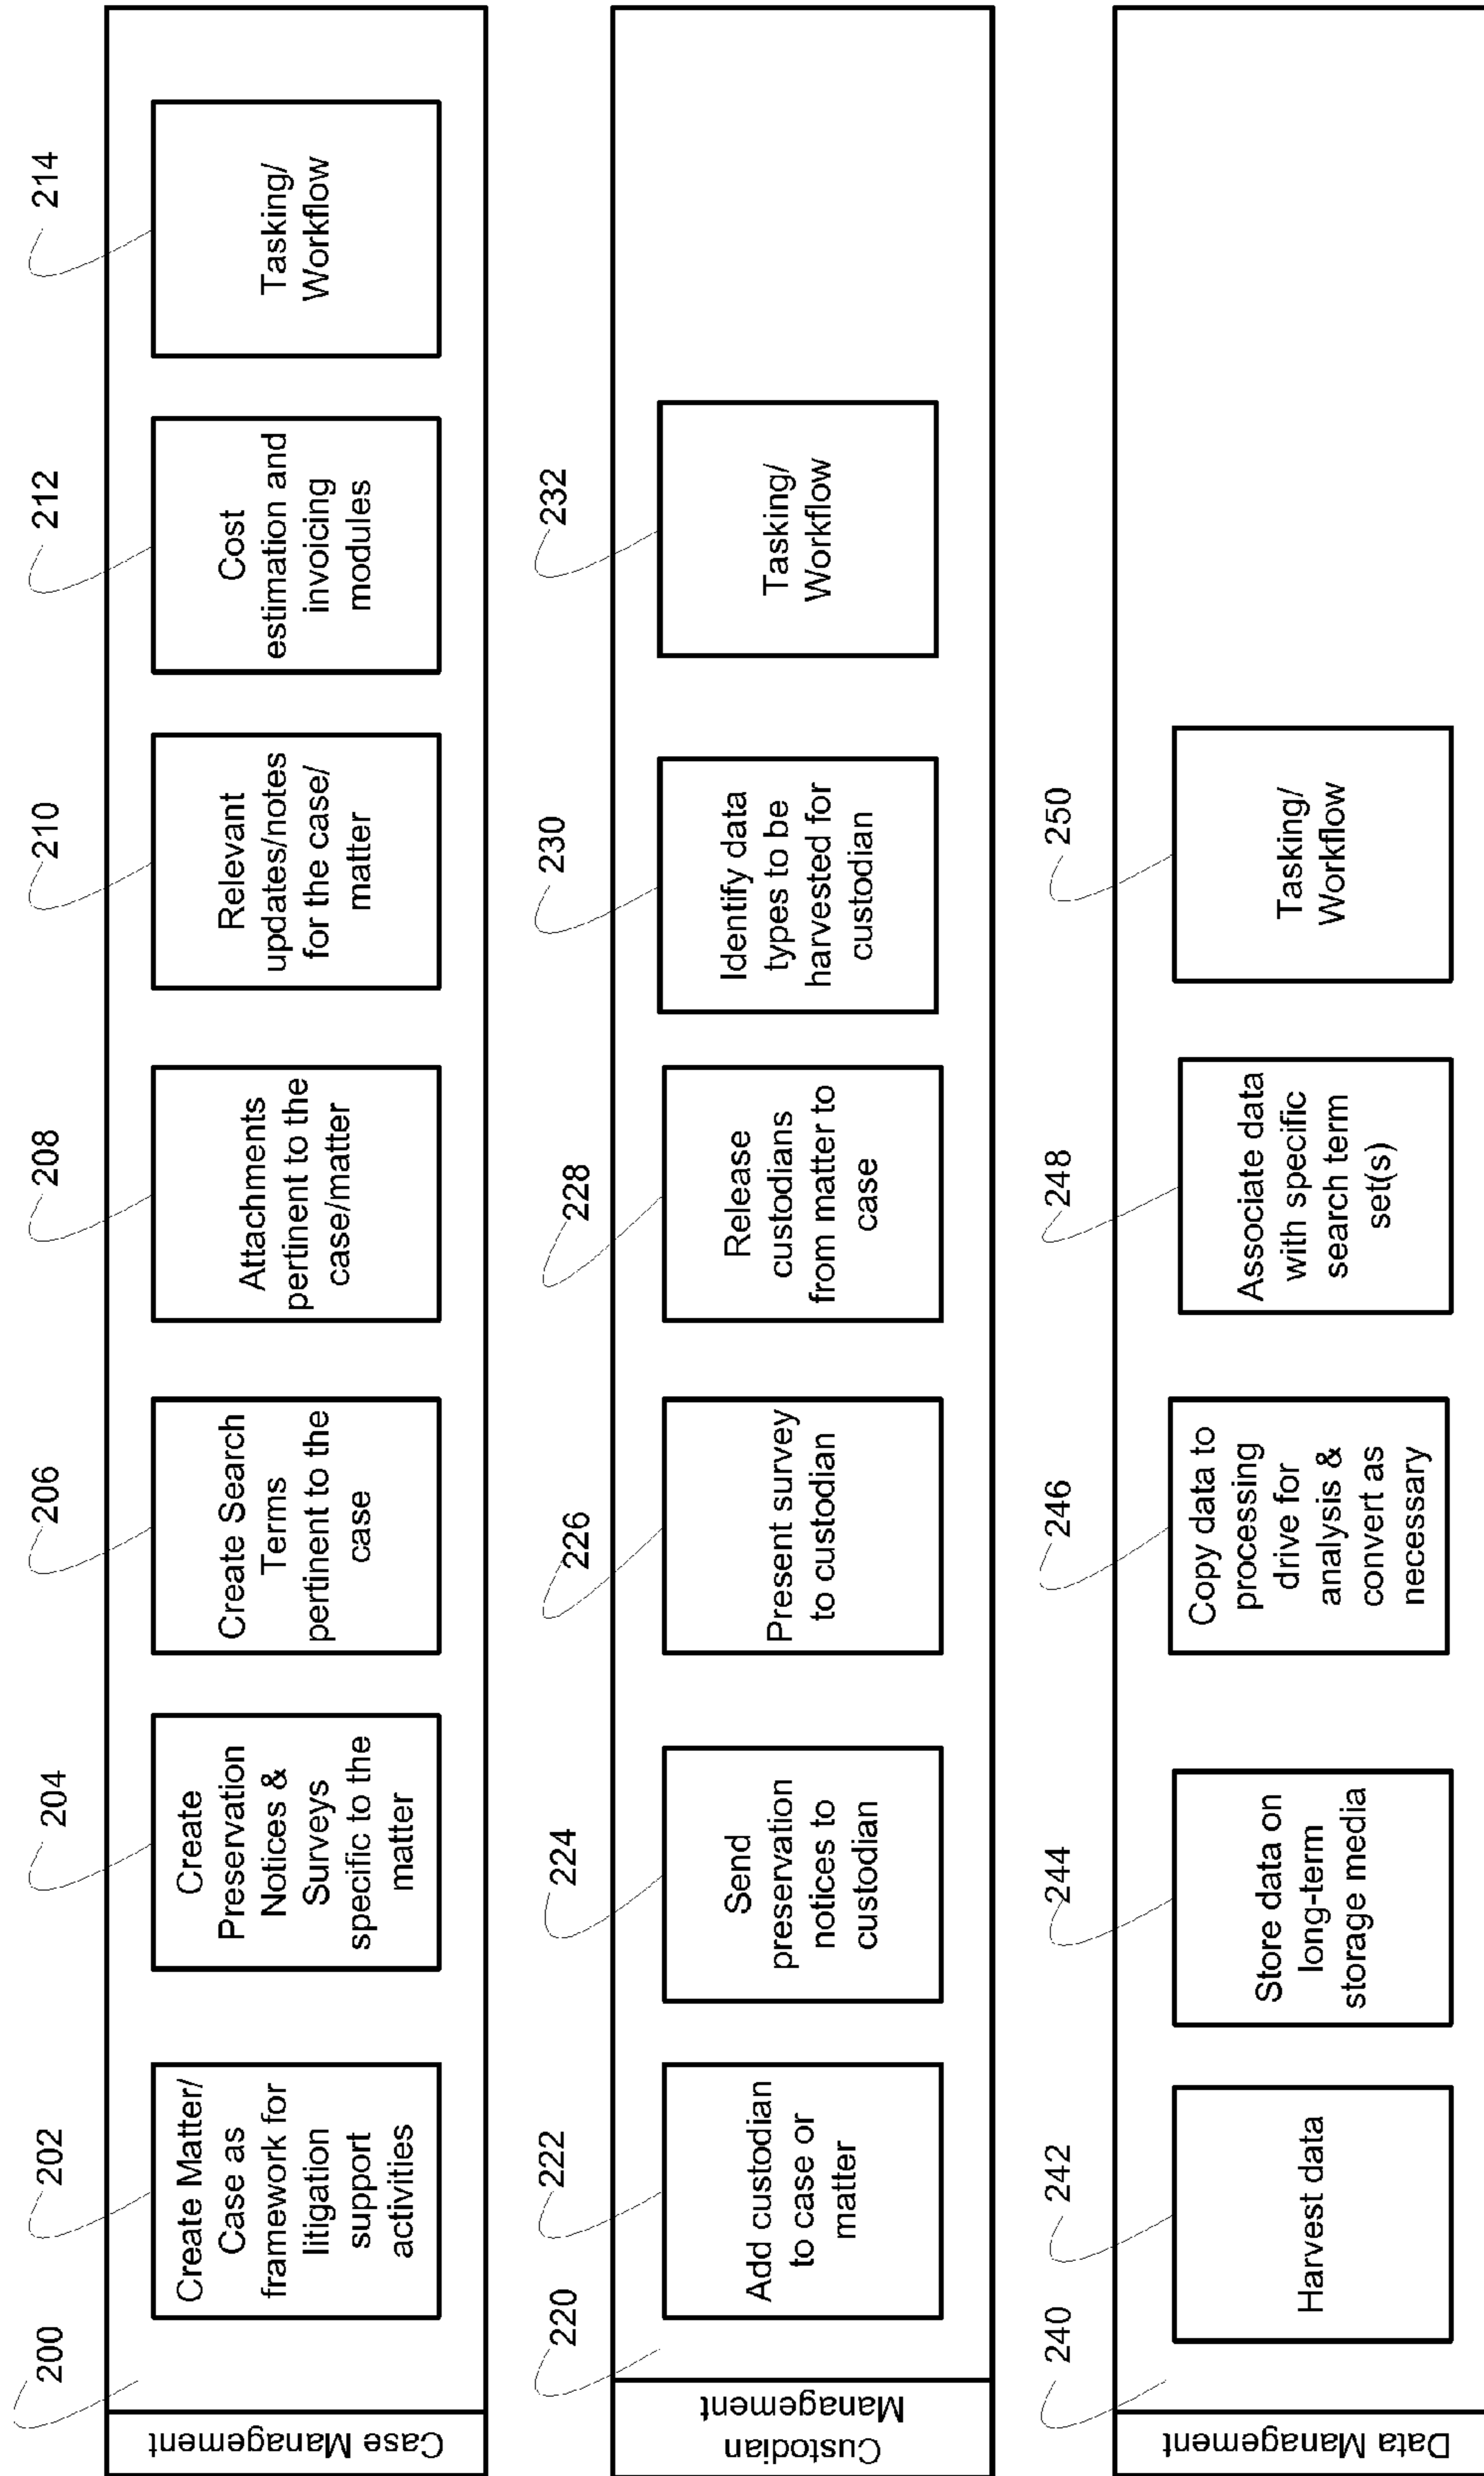 Case Management
200
202
Create Matter/
Case as
framework for
litigation
support
activities
204
Create
Preservation
Notices &
Surveys
specific to the
matter
206
Create Search
Terms
pertinent to the
case
208
Attachments
pertinent to the
case/matter
210
Relevant
updates/notes
for the case/
matter
212
Cost
estimation and
invoicing
modules
214
Tasking/
Workflow
Custodian
Management
220
222
Add custodian
to case or
matter
224
Send
preservation
notices to
custodian
226
Present survey
to custodian
228
Release
custodians
from matter to
case
230
Identify data
types to be
harvested for
custodian
232
Tasking/
Workflow
Data Management
240
242
Harvest data
244
Store data on
long-term
storage media
246
Copy data to
processing
drive for
analysis &
convert as
necessary
248
Associate data
with specific
search term
set(s)
250
Tasking/
Workflow